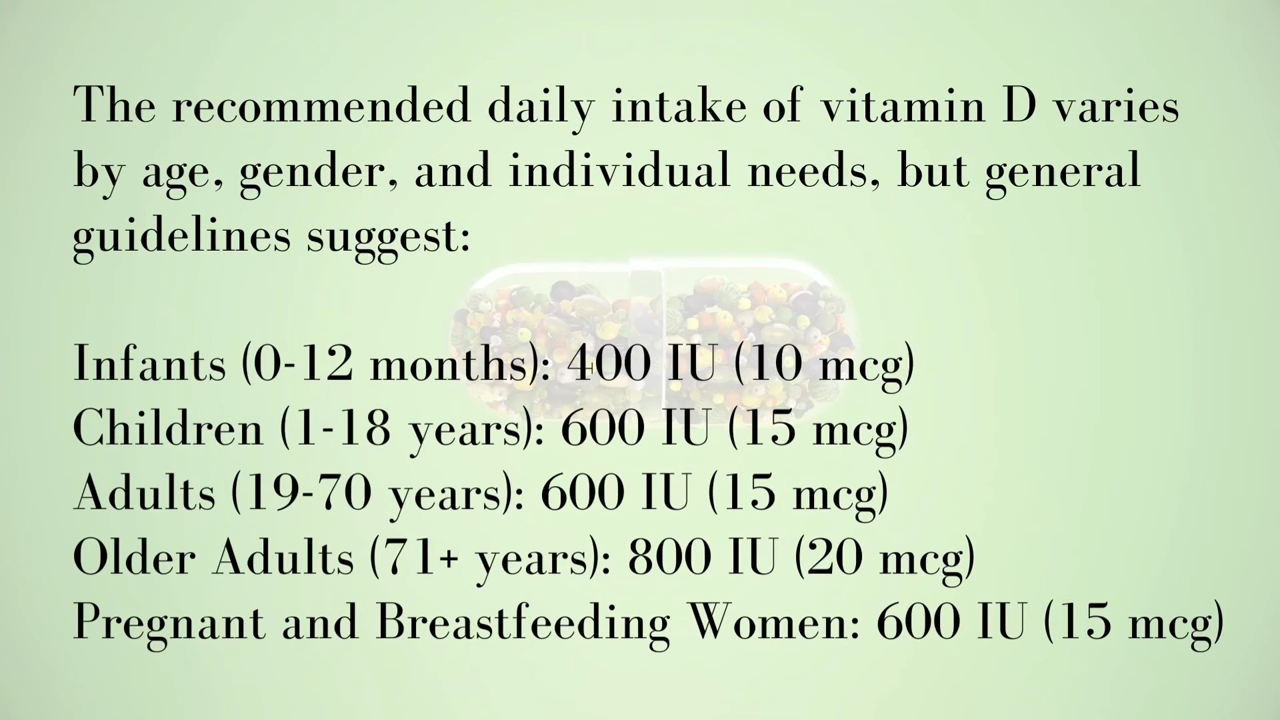 The recommended daily intake of vitamin D varies
by age, gender, and individual needs, but general
guidelines suggest:
Infants (0-12 months): 400 IU (10 mcg)
Children (1-18 years): 600 IU (15 mcg)
Adults (19-70 years): 600 IU (15 mcg)
Older Adults (71+ years): 800 IU (20 mcg)
Pregnant and Breastfeeding Women: 600 IU (15 mcg)